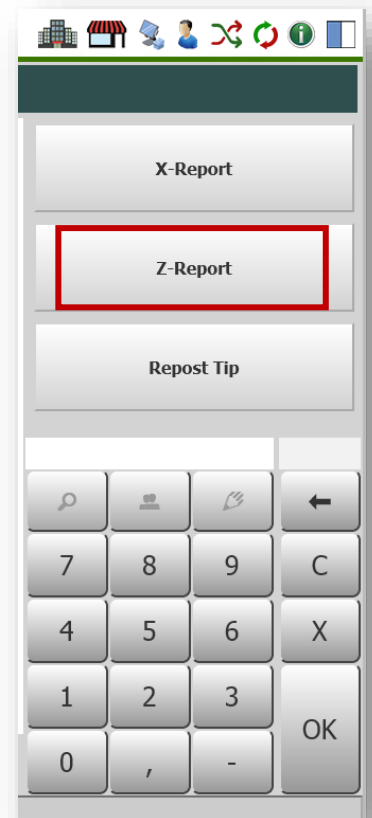 X-Report
Z-Report
Repost Tip
7 8 9 C
4 5 6 X
1 2 3
OK
0 , -